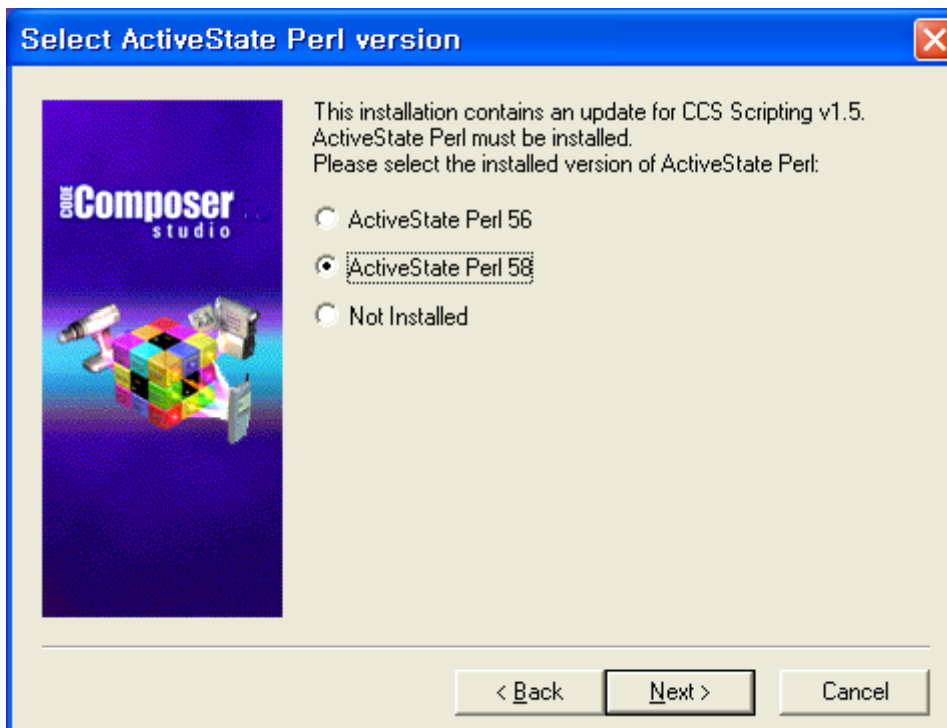 Select ActiveState Perl version
This installation contains an update for CCS Scripting v1.5.
ActiveState Perl must be installed.
Please select the installed version of ActiveState Perl:
CODE Composer
studio
ActiveState Perl 56
ActiveState Perl 58
Not Installed
< Back
Next >
Cancel